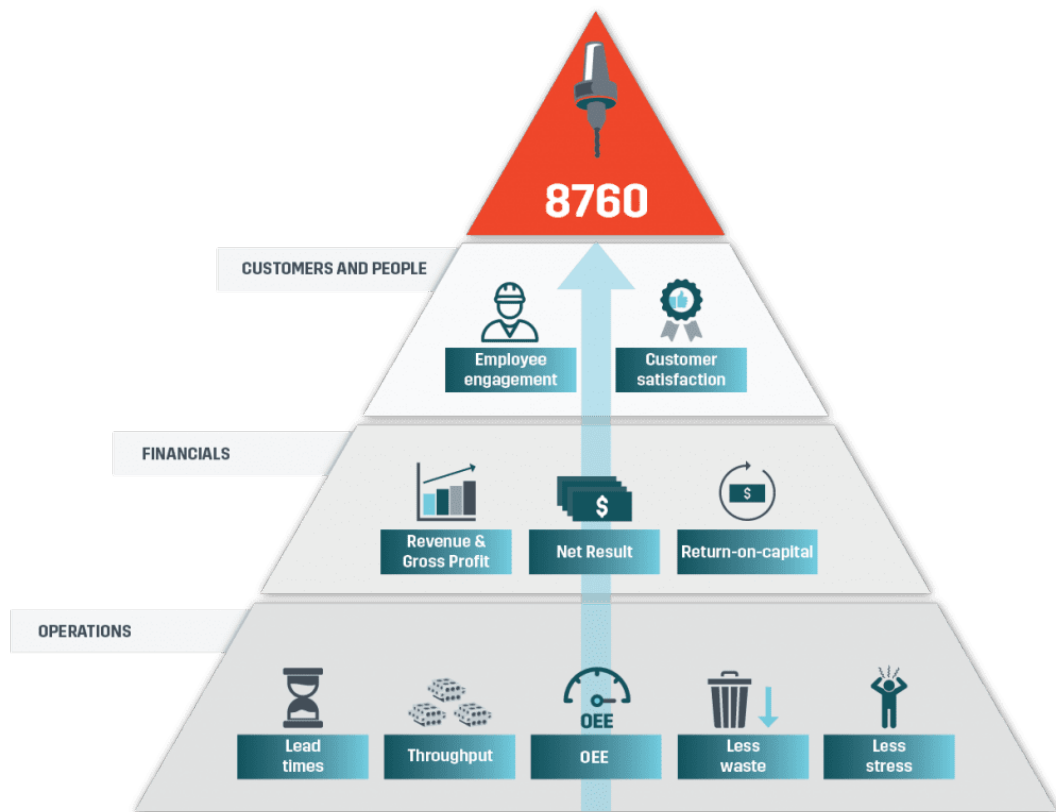 8760
CUSTOMERS AND PEOPLE
Employee
engagement
Customer
satisfaction
FINANCIALS
$
$
Revenue &
Gross Profit
Net Result
Return-on-capital
OPERATIONS
OEE
Lead
times
Throughput
OEE
Less
waste
Less
stress